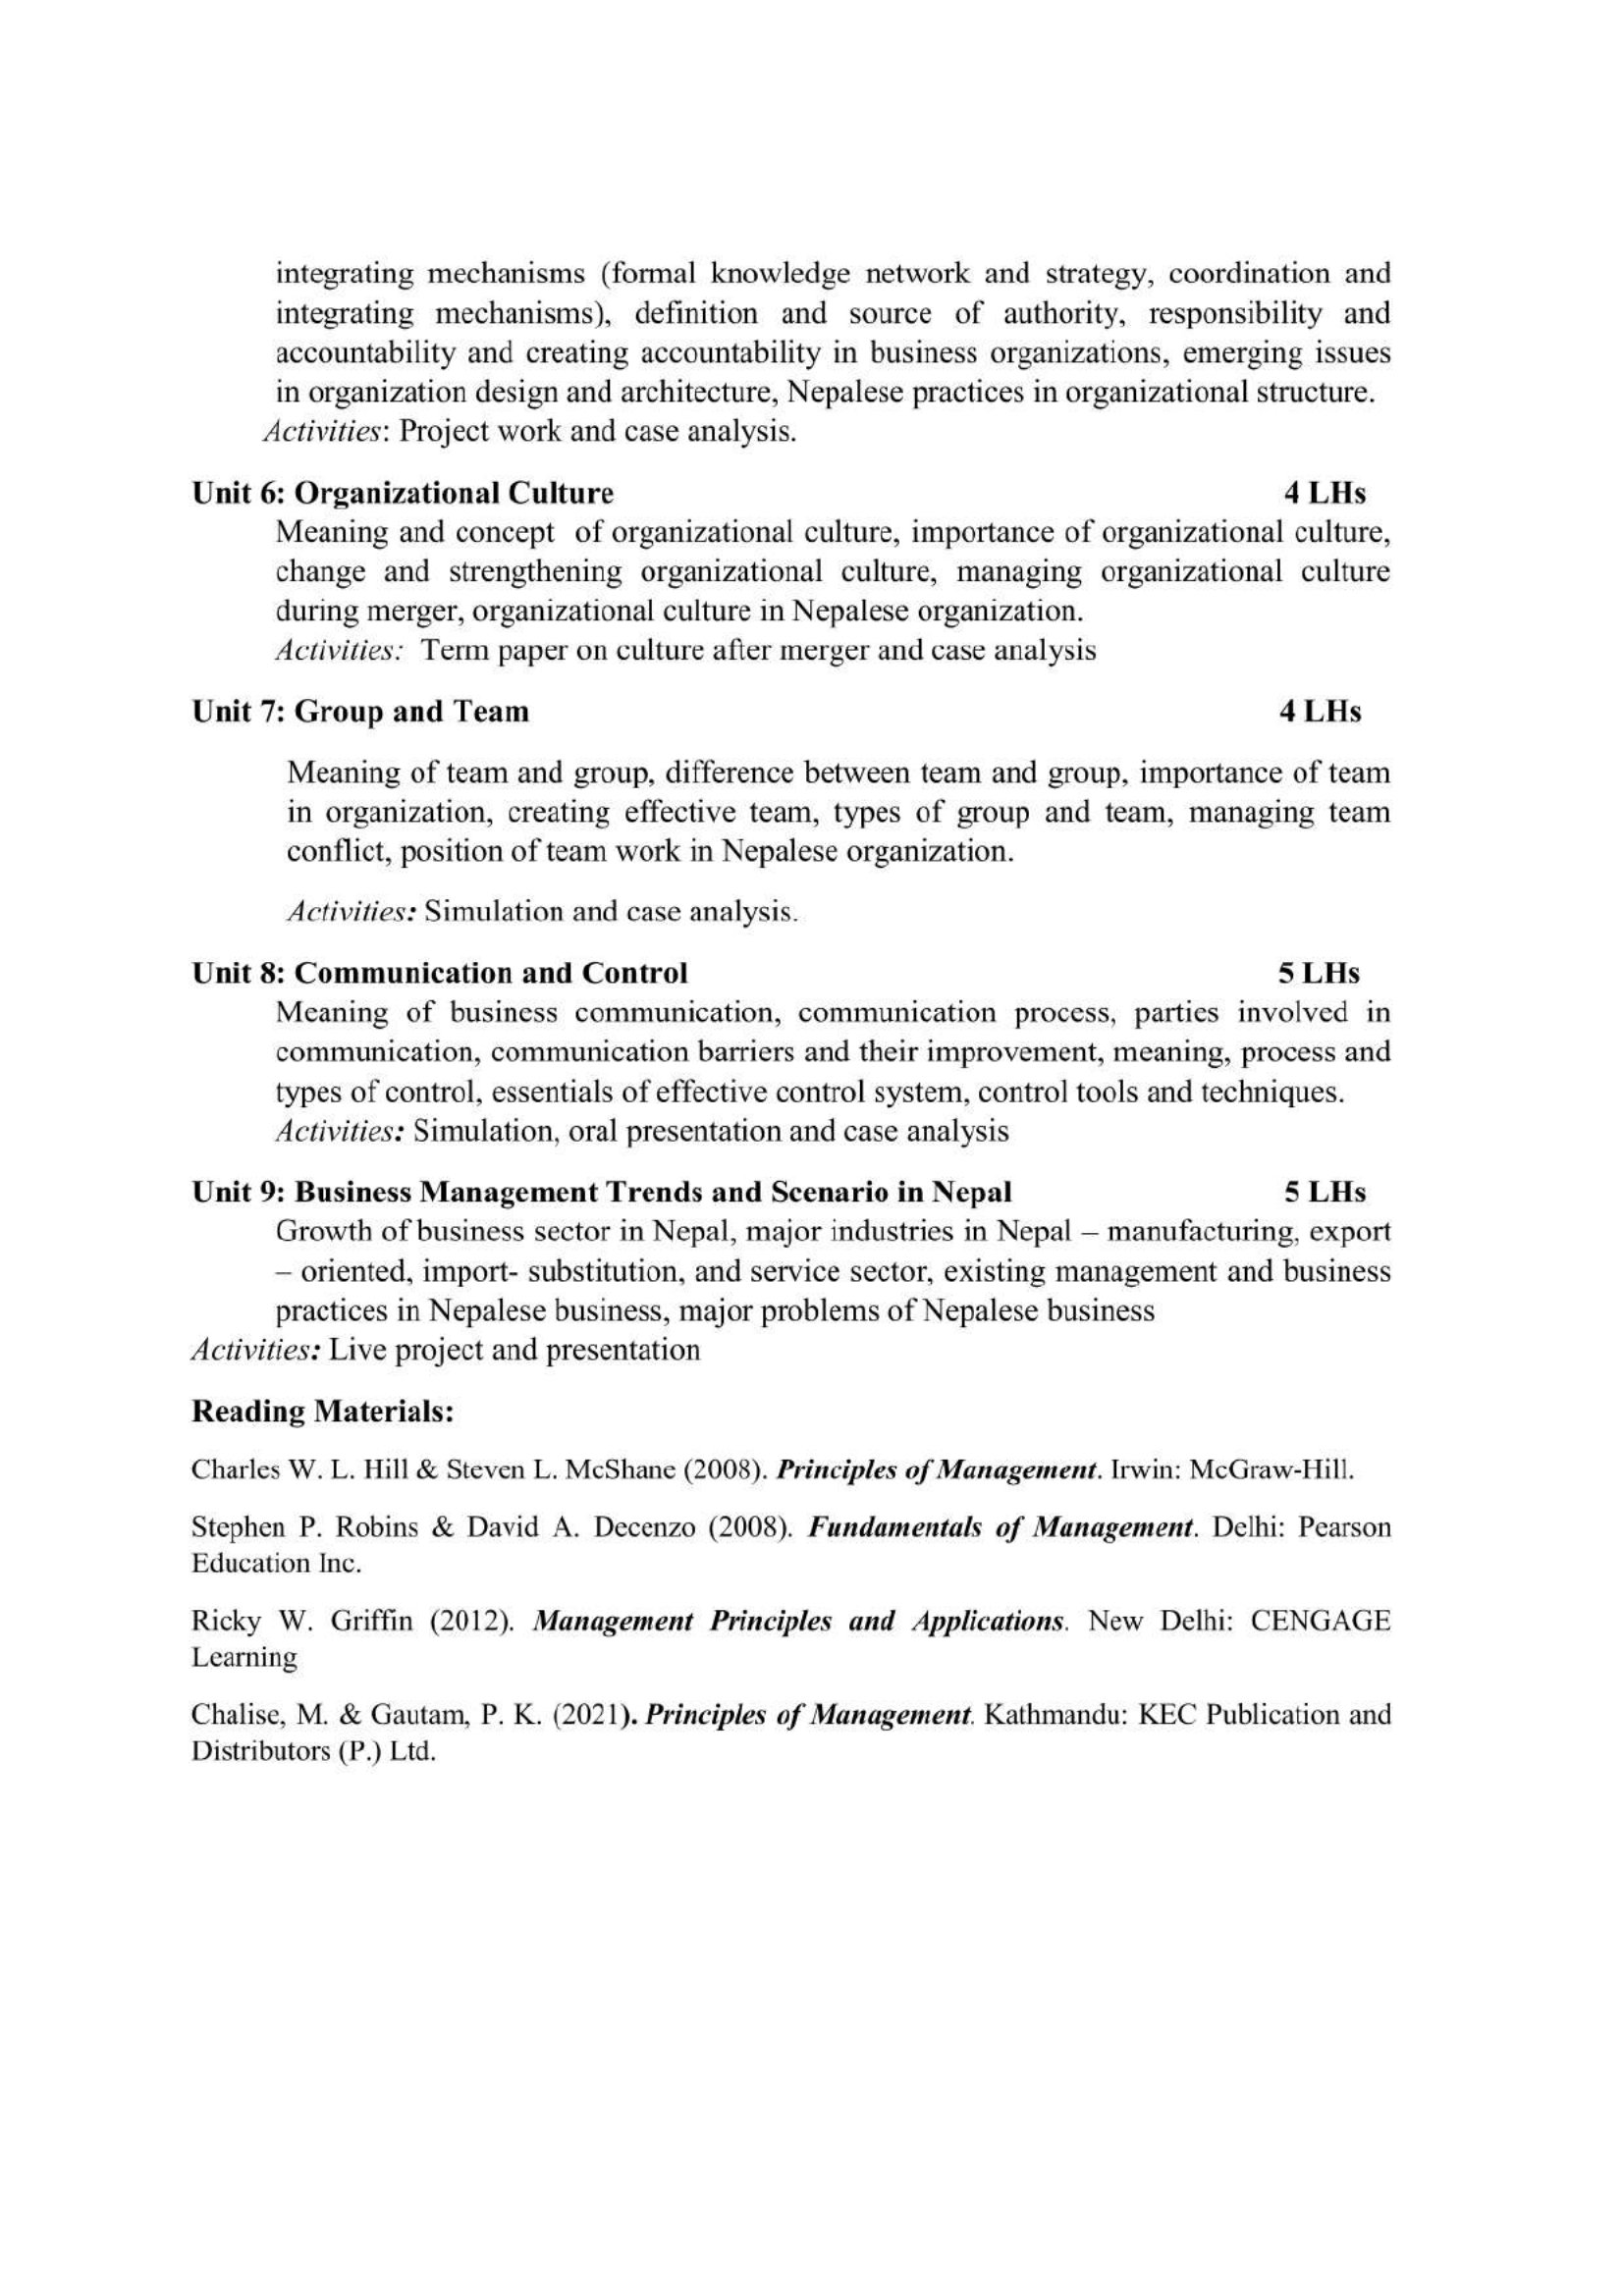 integrating mechanisms (formal knowledge network and strategy, coordination and
integrating mechanisms), definition and source of authority, responsibility and
accountability and creating accountability in business organizations, emerging issues
in organization design and architecture, Nepalese practices in organizational structure.
Activities: Project work and case analysis.
Unit 6: Organizational Culture 4 LHs
Meaning and concept of organizational culture, importance of organizational culture,
change and strengthening organizational culture, managing organizational culture
during merger, organizational culture in Nepalese organization.
Activities: Term paper on culture after merger and case analysis
Unit 7: Group and Team 4 LHs
Meaning of team and group, difference between team and group, importance of team
in organization, creating effective team, types of group and team, managing team
conflict, position of team work in Nepalese organization.
Activities: Simulation and case analysis.
Unit 8: Communication and Control 5 LHs
Meaning of business communication, communication process, parties involved in
communication, communication barriers and their improvement, meaning, process and
types of control, essentials of effective control system, control tools and techniques.
Activities: Simulation, oral presentation and case analysis
Unit 9: Business Management Trends and Scenario in Nepal 5 LHs
Growth of business sector in Nepal, major industries in Nepal – manufacturing, export
– oriented, import- substitution, and service sector, existing management and business
practices in Nepalese business, major problems of Nepalese business
Activities: Live project and presentation
Reading Materials:
Charles W. L. Hill & Steven L. McShane (2008). Principles of Management. Irwin: McGraw-Hill.
Stephen P. Robins & David A. Decenzo (2008). Fundamentals of Management. Delhi: Pearson
Education Inc.
Ricky W. Griffin (2012). Management Principles and Applications. New Delhi: CENGAGE
Learning
Chalise, M. & Gautam, P. K. (2021). Principles of Management. Kathmandu: KEC Publication and
Distributors (P.) Ltd.